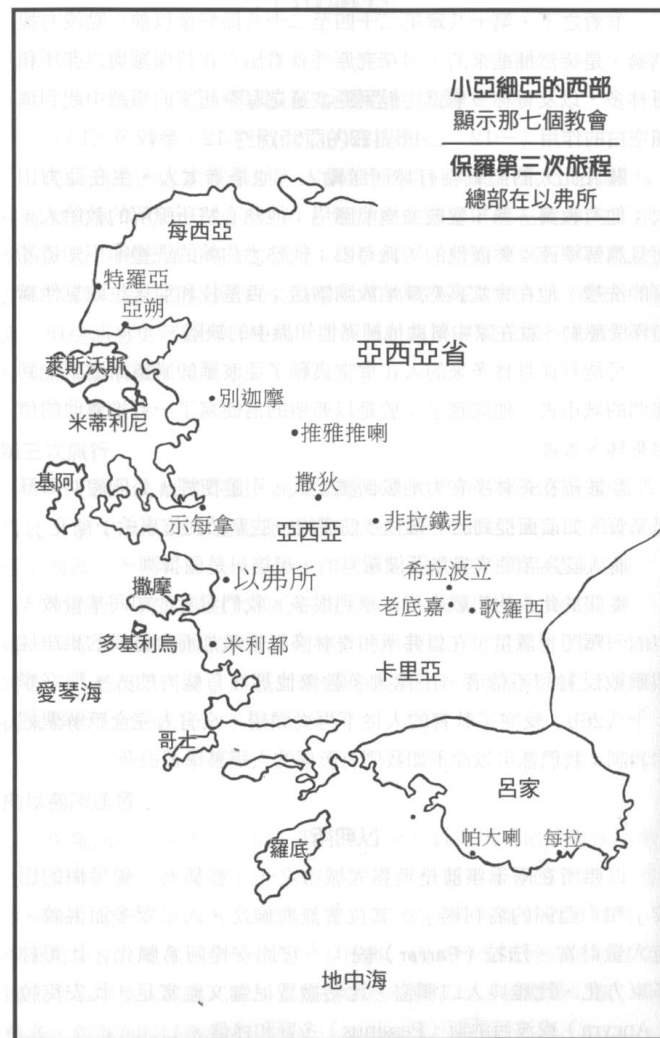 小亞細亞的西部
顯示那七個教會
保羅第三次旅程
總部在以弗所
每西亞
特羅亞
亞朔
亞西亞省
萊斯沃斯
米蒂利尼
別迦摩
推雅推喇
基阿
撒狄
示每拿
亞西亞
非拉鐵非
撒摩
以弗所
希拉波立
老底嘉
歌羅西
多基利烏
米利都
卡里亞
愛琴海
哥士
呂家
羅底
帕大喇
每拉
地中海